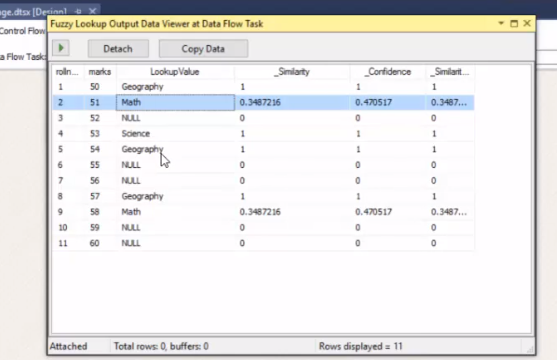 ge.dtsx [Design]
Fuzzy Lookup Output Data Viewer at Data Flow Task
Control Flow
a Flow Task:
Detach Copy Data
rolln... marks LookupValue _Similarity _Confidence _Similarit...
1 50 Geography 1 1 1
2 51 Math 0.3487216 0.470517 0.3487...
3 52 NULL 0 0 0
4 53 Science 1 1 1
5 54 Geography 1 1 1
6 55 NULL 0 0 0
7 56 NULL 0 0 0
8 57 Geography 1 1 1
9 58 Math 0.3487216 0.470517 0.3487...
10 59 NULL 0 0 0
11 60 NULL 0 0 0
Attached Total rows: 0, buffers: 0 Rows displayed = 11